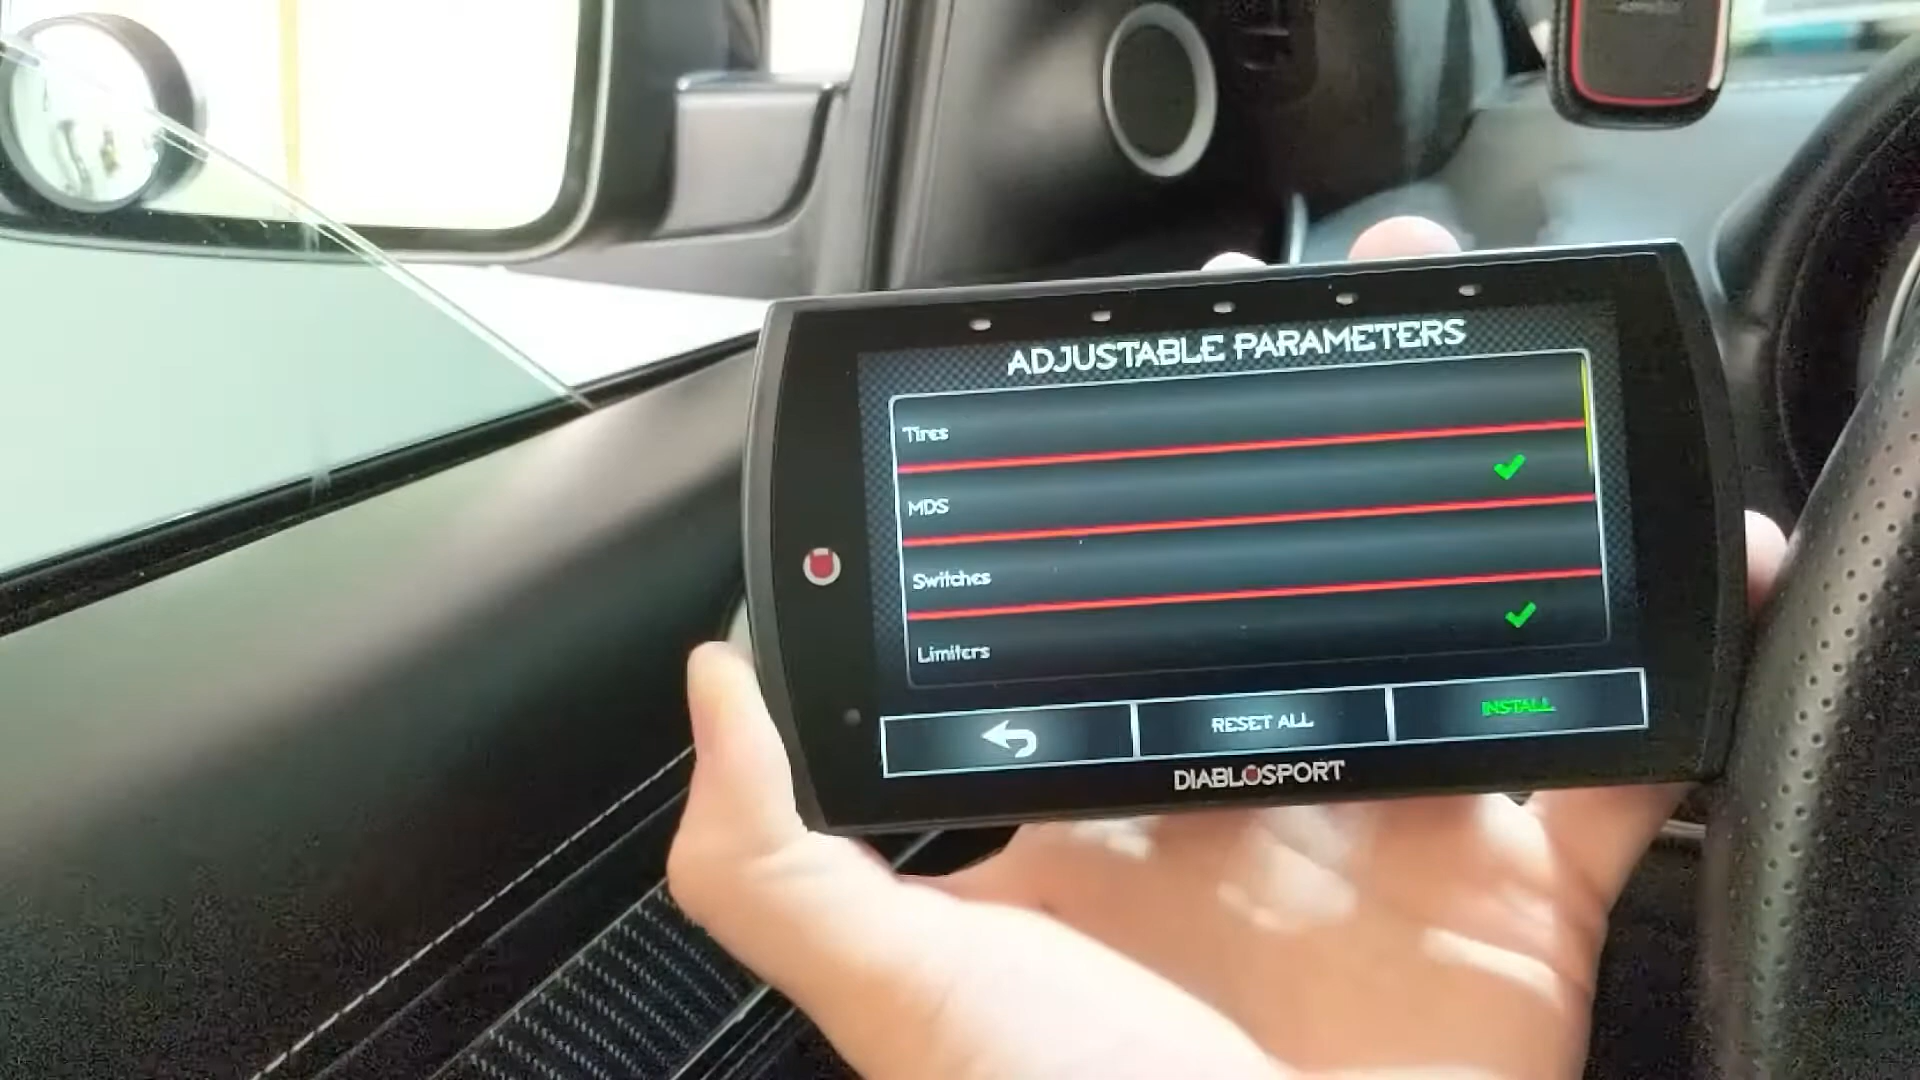 ADJUSTABLE PARAMETERS
Tires
MDS
Switches
Limiters
RESET ALL
INSTALL
DIABLOSPORT